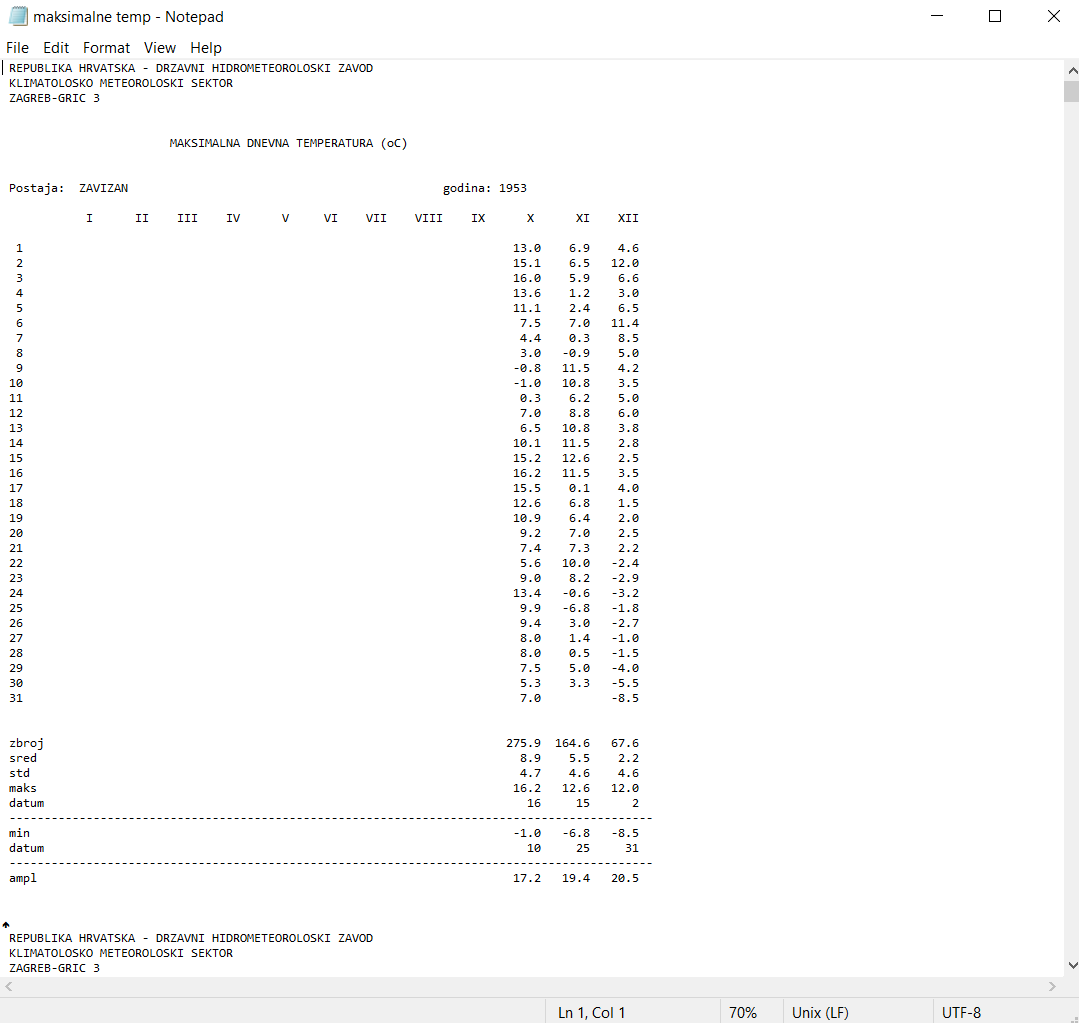 maksimalne temp - Notepad
File Edit Format View Help
REPUBLIKA HRVATSKA - DRZAVNI HIDROMETEOROLOSKI ZAVOD
KLIMATOLOSKO METEOROLOSKI SEKTOR
ZAGREB-GRIC 3
MAKSIMALNA DNEVNA TEMPERATURA (oC)
Postaja: ZAVIZAN godina: 1953
I II III IV V VI VII VIII IX X XI XII
1 13.0 6.9 4.6
2 15.1 6.5 12.0
3 16.0 5.9 6.6
4 13.6 1.2 3.0
5 11.1 2.4 6.5
6 7.5 7.0 11.4
7 4.4 0.3 8.5
8 3.0 -0.9 5.0
9 -0.8 11.5 4.2
10 -1.0 10.8 3.5
11 0.3 6.2 5.0
12 7.0 8.8 6.0
13 6.5 10.8 3.8
14 10.1 11.5 2.8
15 15.2 12.6 2.5
16 16.2 11.5 3.5
17 15.5 0.1 4.0
18 12.6 6.8 1.5
19 10.9 6.4 2.0
20 9.2 7.0 2.5
21 7.4 7.3 2.2
22 5.6 10.0 -2.4
23 9.0 8.2 -2.9
24 13.4 -0.6 -3.2
25 9.9 -6.8 -1.8
26 9.4 3.0 -2.7
27 8.0 1.4 -1.0
28 8.0 0.5 -1.5
29 7.5 5.0 -4.0
30 5.3 3.3 -5.5
31 7.0 -8.5
zbroj 275.9 164.6 67.6
sred 8.9 5.5 2.2
std 4.7 4.6 4.6
maks 16.2 12.6 12.0
datum 16 15 2
--------------------------------------------------------------------------------------------
min -1.0 -6.8 -8.5
datum 10 25 31
--------------------------------------------------------------------------------------------
ampl 17.2 19.4 20.5
REPUBLIKA HRVATSKA - DRZAVNI HIDROMETEOROLOSKI ZAVOD
KLIMATOLOSKO METEOROLOSKI SEKTOR
ZAGREB-GRIC 3
Ln 1, Col 1 70% Unix (LF) UTF-8